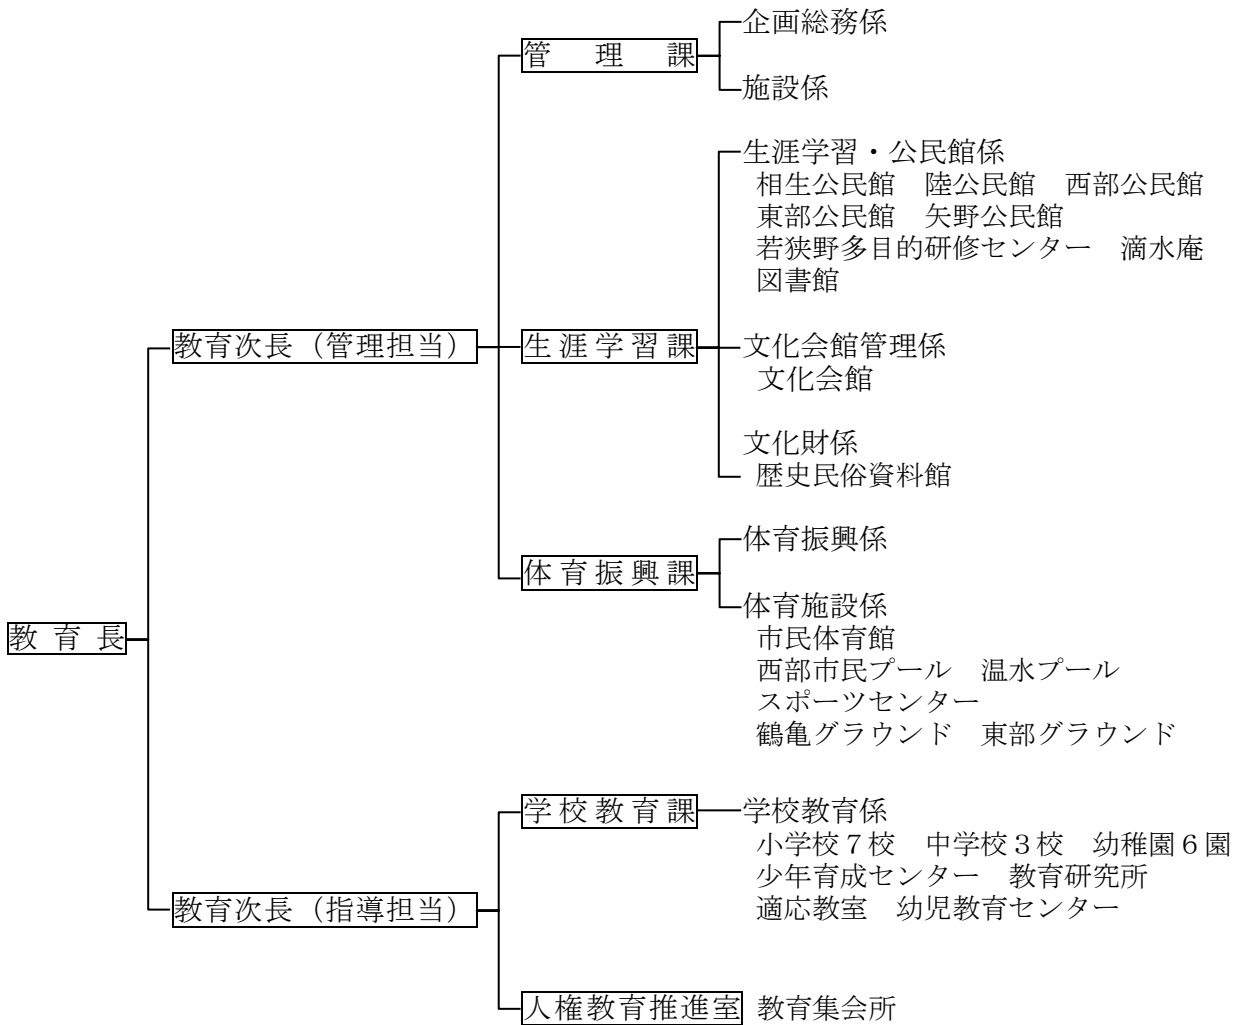 企画総務係
管理課
施設係
生涯学習・公民館係
相生公民館　陸公民館　西部公民館
東部公民館　矢野公民館
若狭野多目的研修センター　滴水庵
図書館
教育次長（管理担当）
生涯学習課
文化会館管理係
文化会館
文化財係
歴史民俗資料館
体育振興係
体育振興課
体育施設係
教育長
市民体育館
西部市民プール　温水プール
スポーツセンター
鶴亀グラウンド　東部グラウンド
学校教育課
学校教育係
小学校７校　中学校３校　幼稚園６園
少年育成センター　教育研究所
教育次長（指導担当）
適応教室　幼児教育センター
人権教育推進室　教育集会所